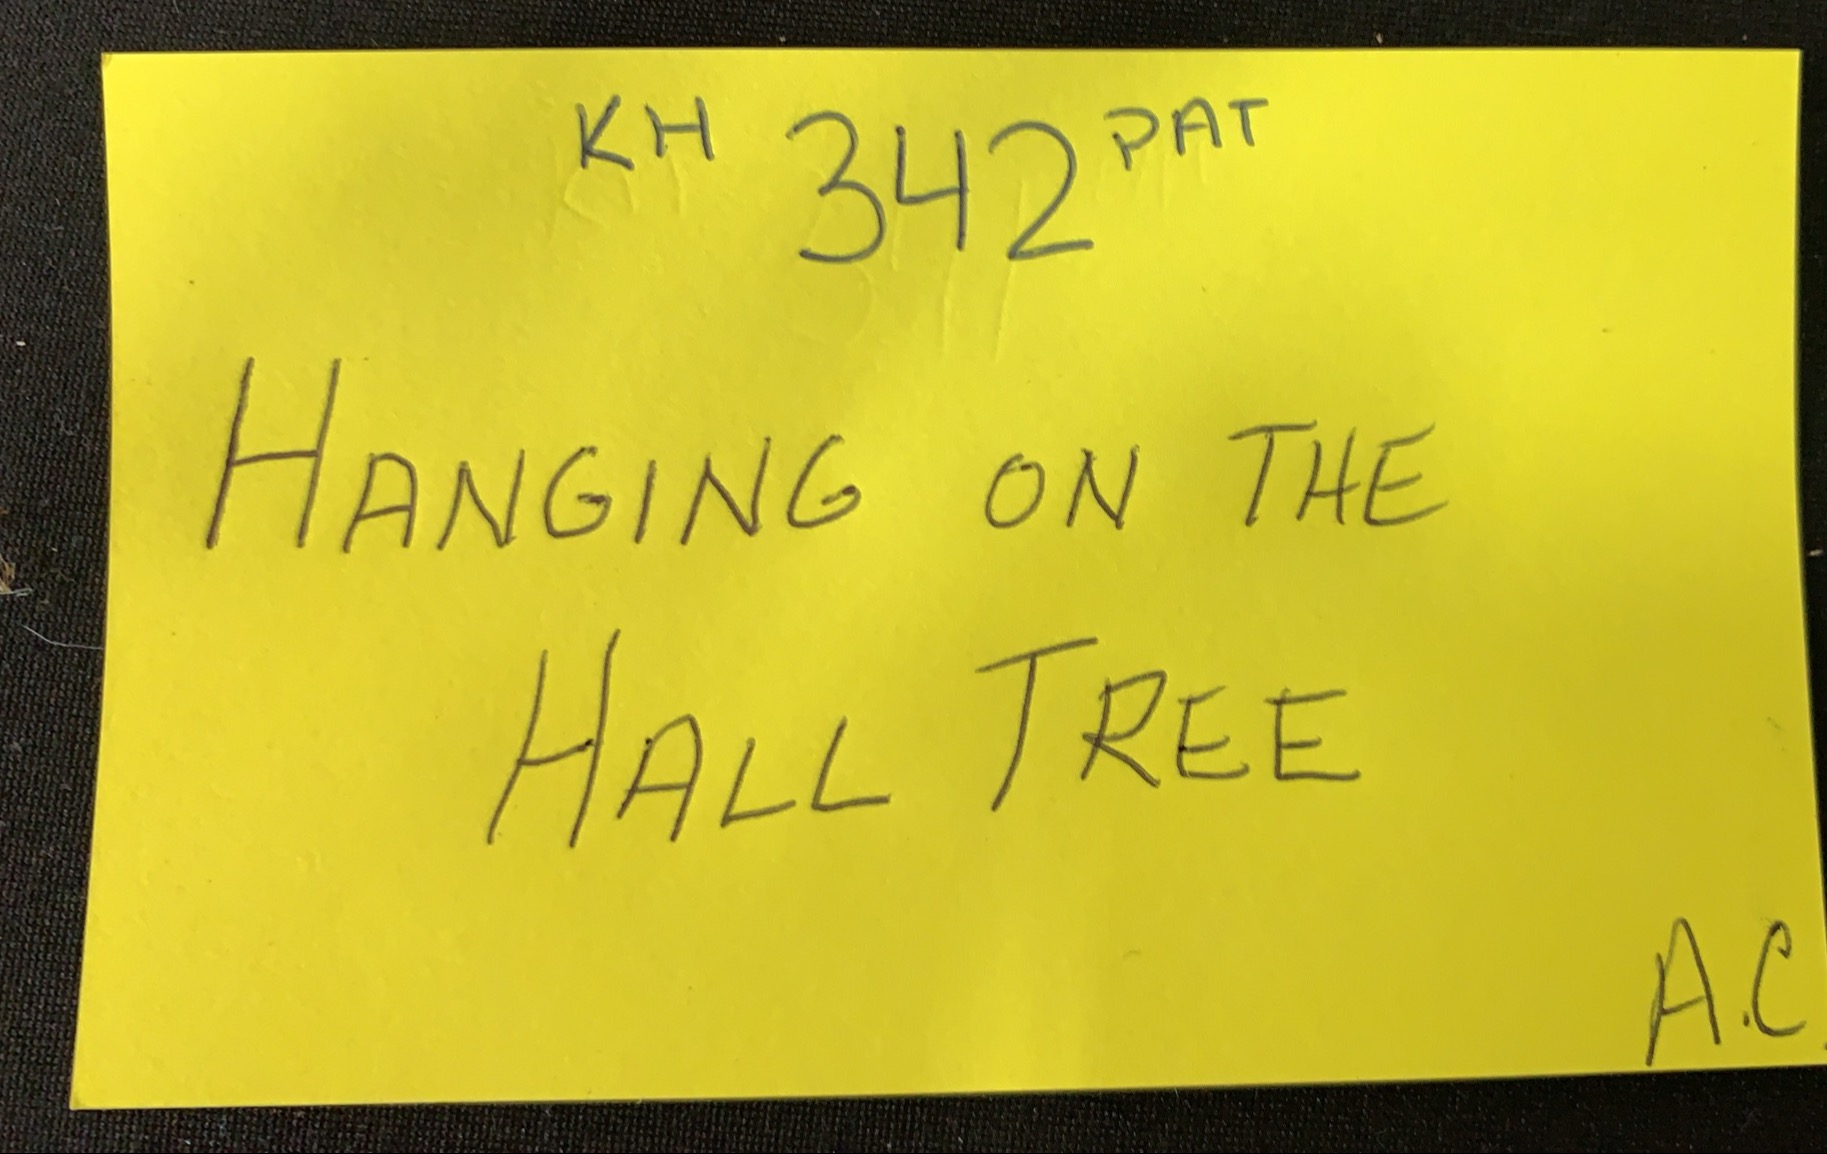 KH 342 PAT
HANGING ON THE
HALL TREE
A.C.